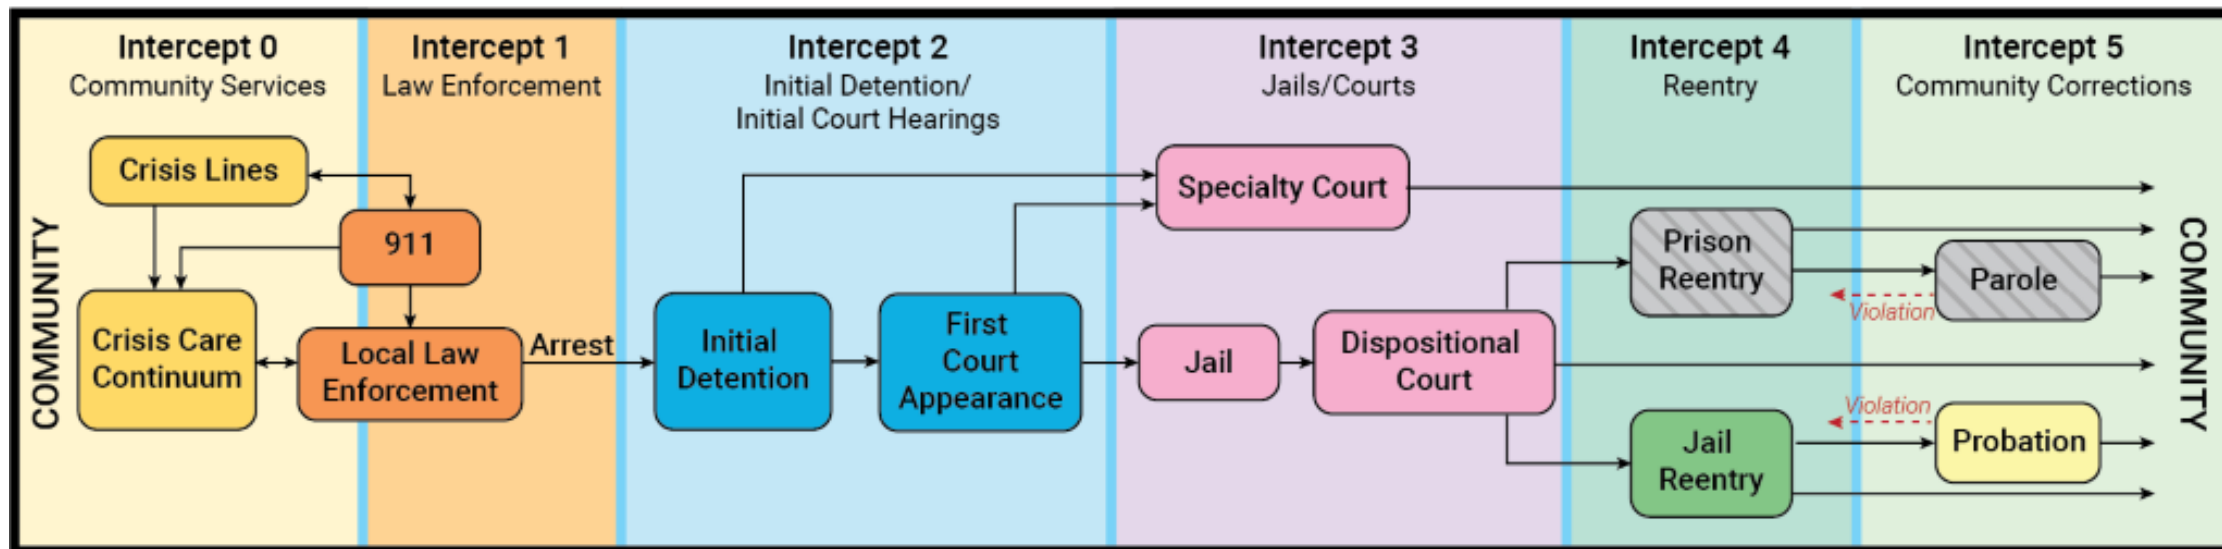 Intercept 0
Community Services
Intercept 1
Law Enforcement
Intercept 2
Initial Detention/
Initial Court Hearings
Intercept 3
Jails/Courts
Intercept 4
Reentry
Intercept 5
Community Corrections
COMMUNITY
Crisis Lines
911
Crisis Care
Continuum
Local Law
Enforcement
Arrest
Initial
Detention
First
Court
Appearance
Specialty Court
Jail
Dispositional
Court
Prison
Reentry
Parole
Violation
Violation
Jail
Reentry
Probation
COMMUNITY